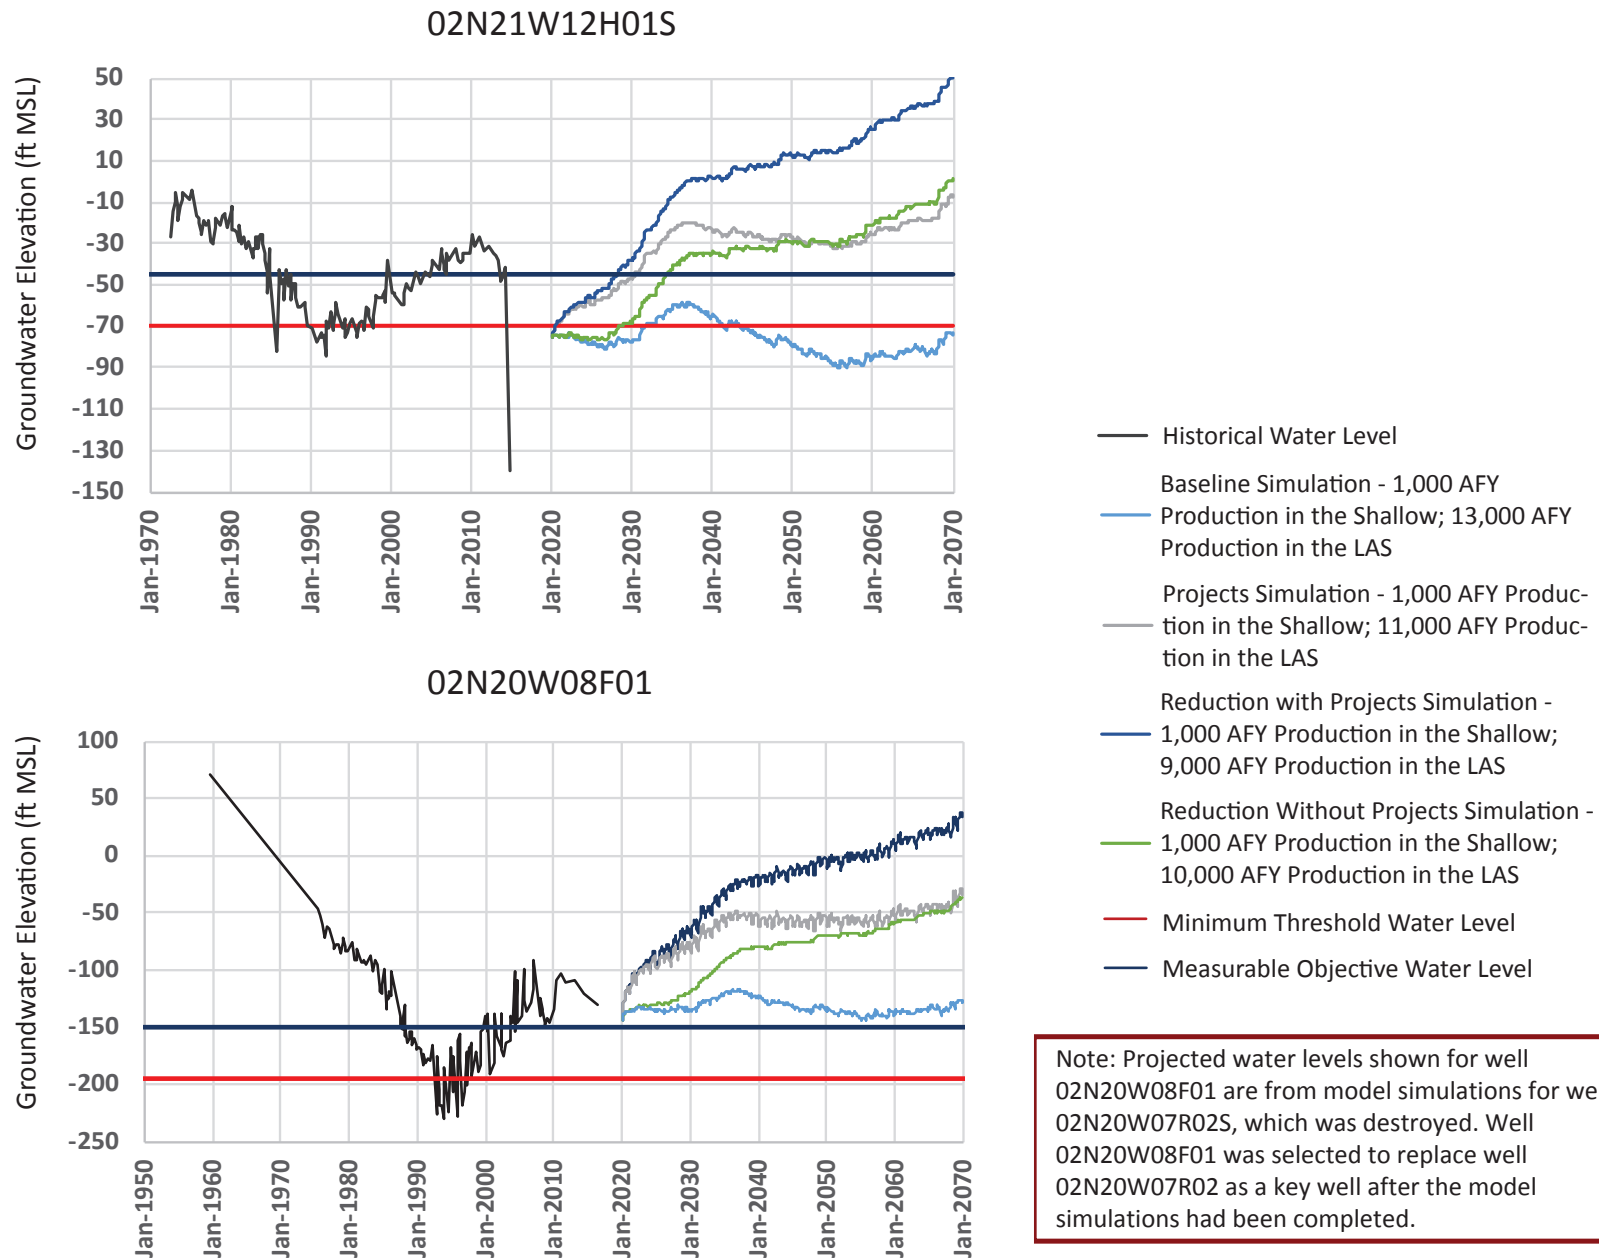 02N21W12H01S
Groundwater Elevation (ft MSL)
50
30
10
-10
-30
-50
-70
-90
-110
-130
-150
Jan-1970
Jan-1980
Jan-1990
Jan-2000
Jan-2010
Jan-2020
Jan-2030
Jan-2040
Jan-2050
Jan-2060
Jan-2070
02N20W08F01
Groundwater Elevation (ft MSL)
100
50
0
-50
-100
-150
-200
-250
Jan-1950
Jan-1960
Jan-1970
Jan-1980
Jan-1990
Jan-2000
Jan-2010
Jan-2020
Jan-2030
Jan-2040
Jan-2050
Jan-2060
Jan-2070
Historical Water Level
Baseline Simulation - 1,000 AFY
Production in the Shallow; 13,000 AFY
Production in the LAS
Projects Simulation - 1,000 AFY Produc-
tion in the Shallow; 11,000 AFY Produc-
tion in the LAS
Reduction with Projects Simulation -
1,000 AFY Production in the Shallow;
9,000 AFY Production in the LAS
Reduction Without Projects Simulation -
1,000 AFY Production in the Shallow;
10,000 AFY Production in the LAS
Minimum Threshold Water Level
Measurable Objective Water Level
Note: Projected water levels shown for well
02N20W08F01 are from model simulations for we
02N20W07R02S, which was destroyed. Well
02N20W08F01 was selected to replace well
02N20W07R02 as a key well after the model
simulations had been completed.